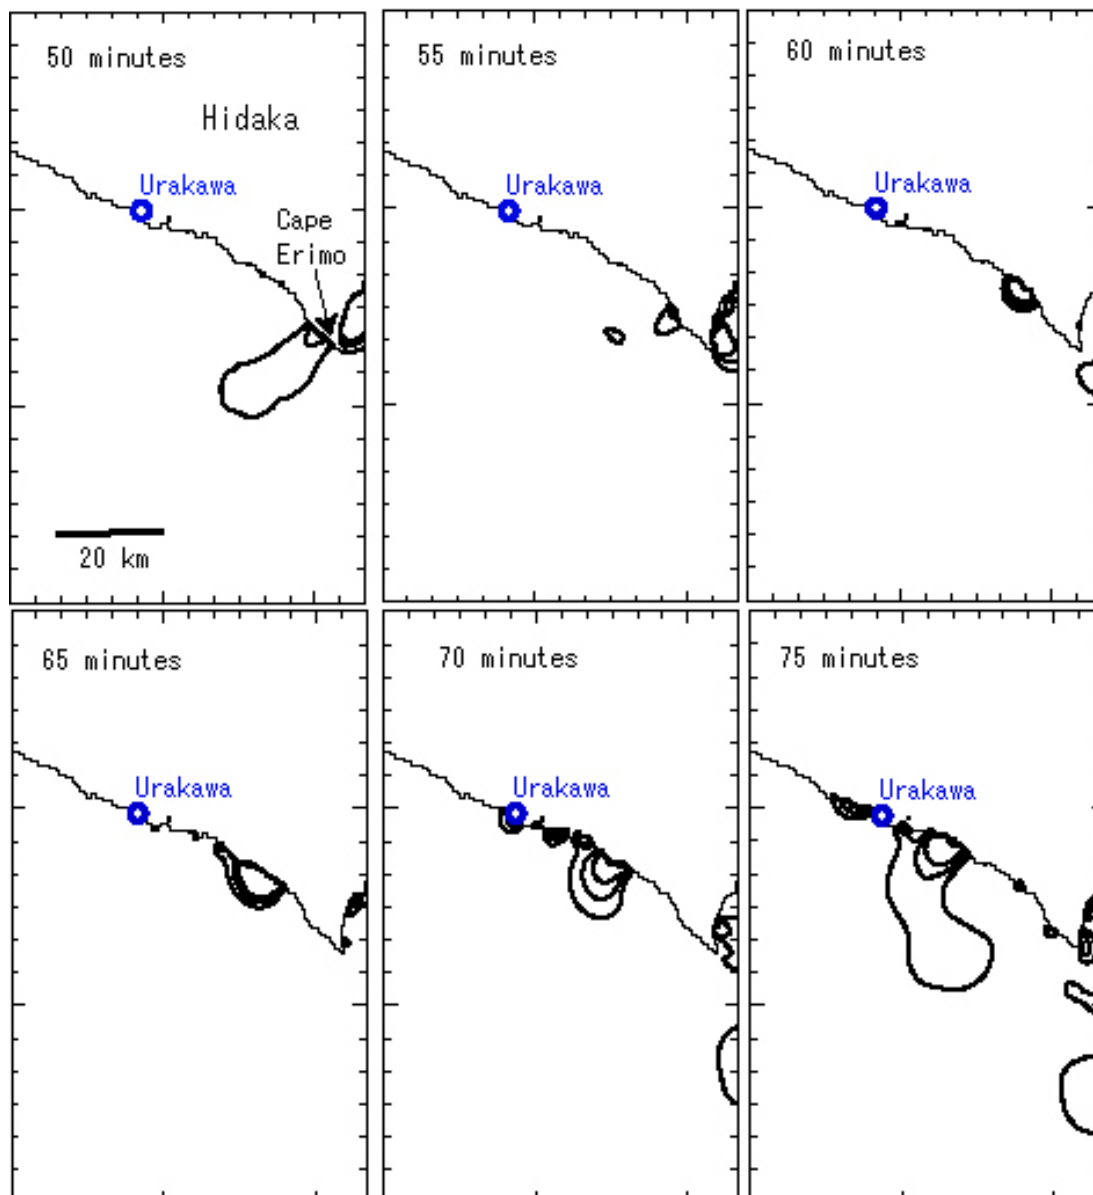 50 minutes
Hidaka
Urakawa
Cape
Erimo
20 km
55 minutes
Urakawa
60 minutes
Urakawa
65 minutes
Urakawa
70 minutes
Urakawa
75 minutes
Urakawa